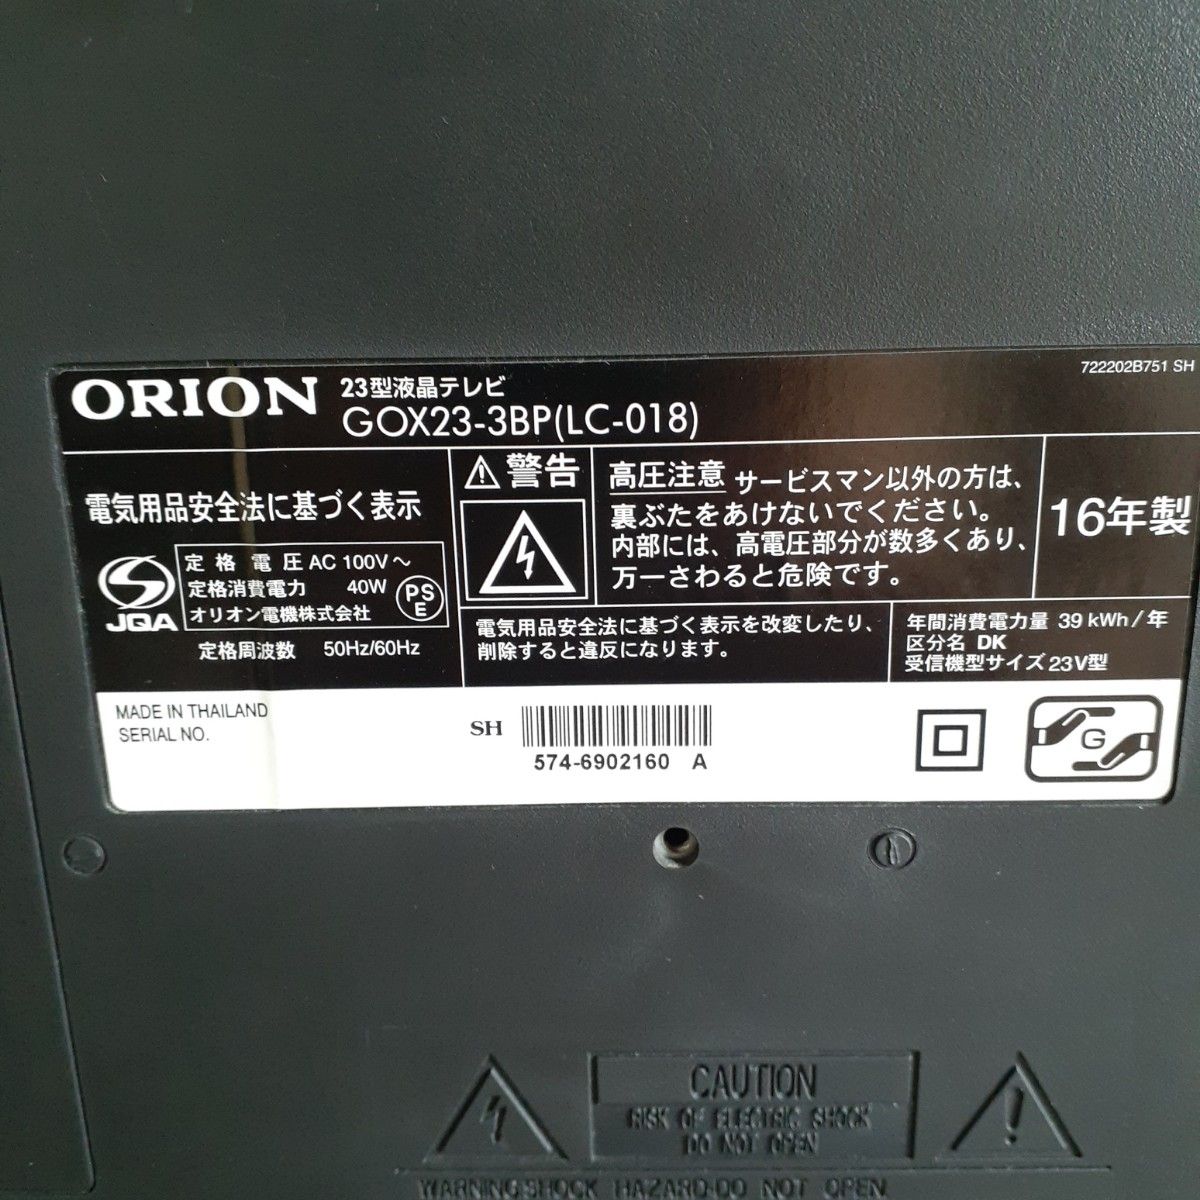 ORION
23型液晶テレビ
GOX23-3BP(LC-018)
722202B751 SH
電気用品安全法に基づく表示
JQA
定格電圧 AC 100V～
定格消費電力 40W
オリオン電機株式会社
PS
E
定格周波数 50Hz/60Hz
警告
高圧注意 サービスマン以外の方は、
裏ぶたをあけないでください。
内部には、高電圧部分が数多くあり、
万一さわると危険です。
16年製
電気用品安全法に基づく表示を改変したり、
削除すると違反になります。
年間消費電力量 39 kWh/年
区分名 DK
受信機型サイズ 23V型
MADE IN THAILAND
SERIAL NO.
SH
574-6902160 A
G
CAUTION
RISK OF ELECTRIC SHOCK
DO NOT OPEN
WARNING:SHOCK HAZARD-DO NOT OPEN